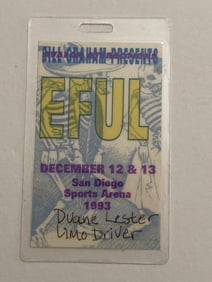 BILL GRAHAM PRESENTS
EFUL
DECEMBER 12 & 13
San Diego
Sports Arena
1993
Duane Lester
Limo Driver